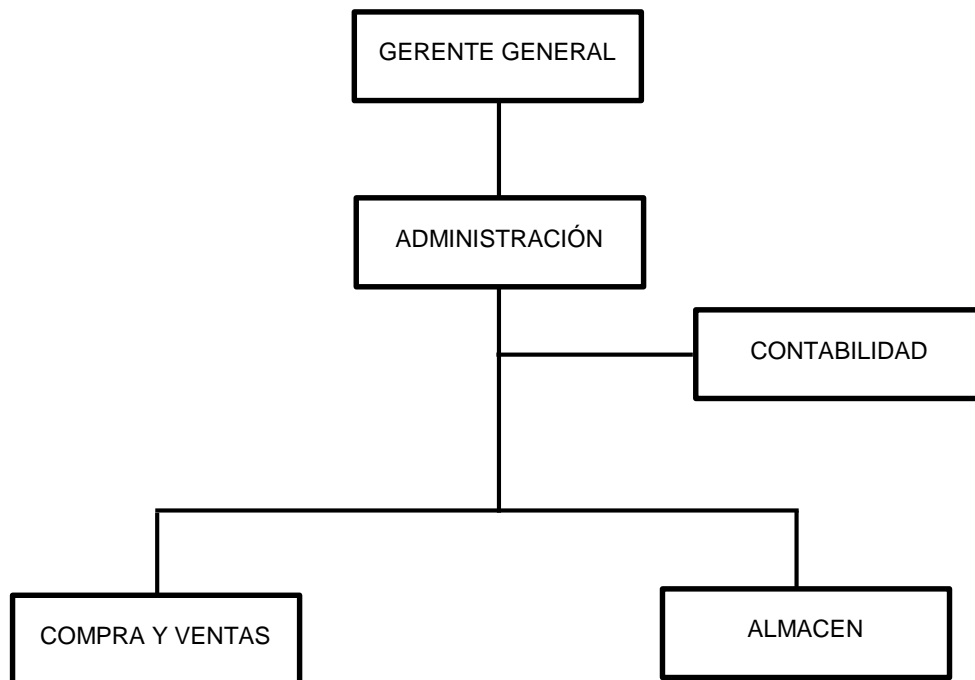 GERENTE GENERAL
ADMINISTRACIÓN
CONTABILIDAD
COMPRA Y VENTAS
ALMACEN